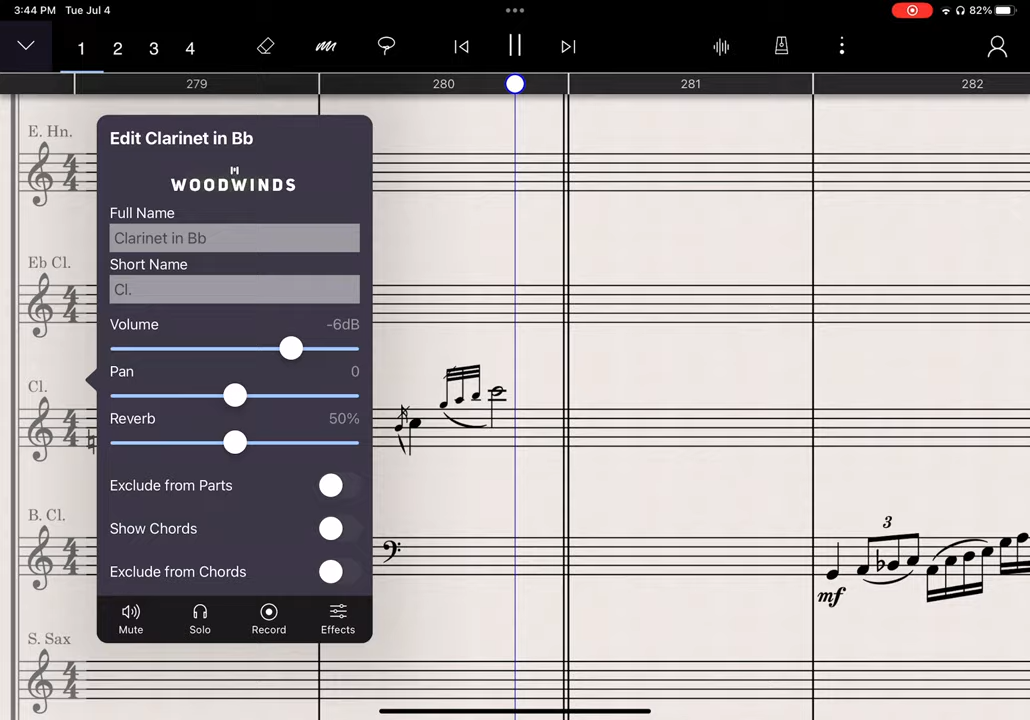 3:44 PM Tue Jul 4
82%
1 2 3 4
279 280 281 282
E. Hn.
Edit Clarinet in Bb
WOODWINDS
Full Name
Clarinet in Bb
Short Name
Cl.
Volume -6dB
Pan 0
Reverb 50%
Exclude from Parts
Show Chords
Exclude from Chords
Mute Solo Record Effects
Eb Cl.
Cl.
B. Cl.
3
mf
S. Sax